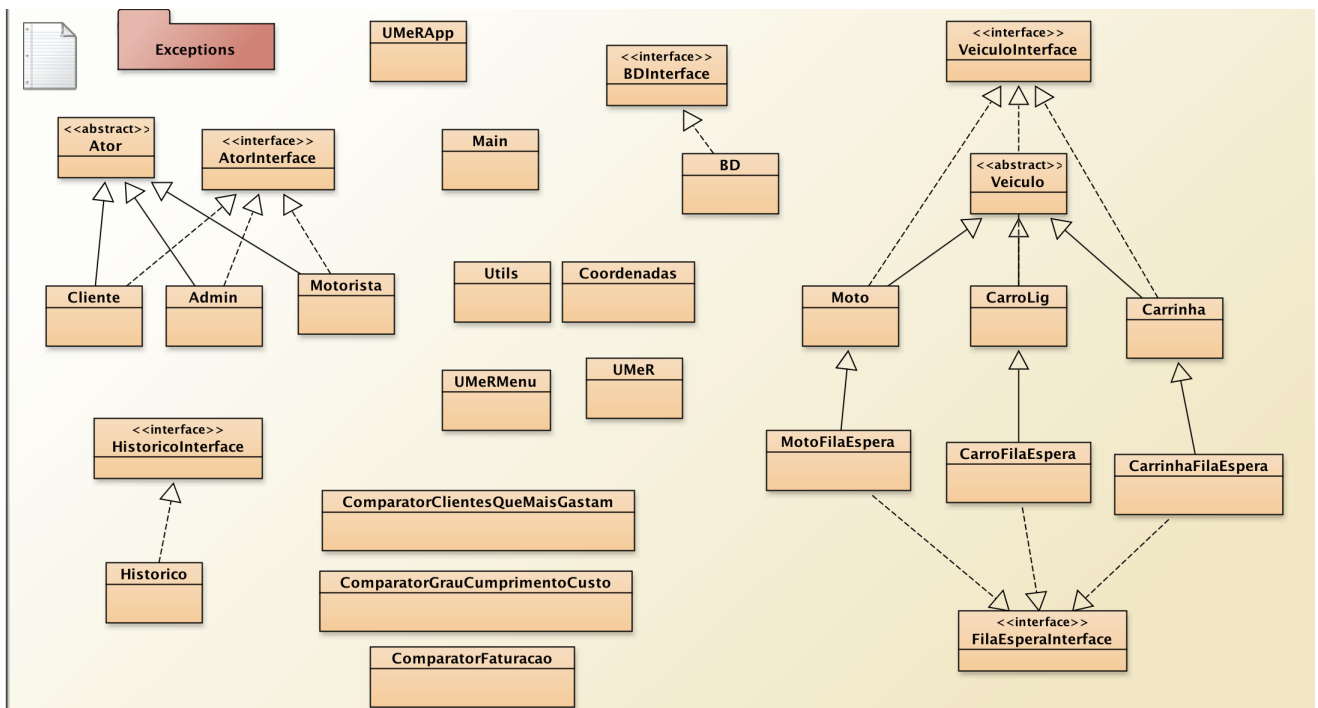 Exceptions
UMeRApp
<<interface>>
BDInterface
<<interface>>
VeiculoInterface
<<abstract>>
Ator
<<interface>>
AtorInterface
Main
BD
<<abstract>>
Veiculo
Cliente
Admin
Motorista
Utils
Coordenadas
Moto
CarroLig
Carrinha
UMeRMenu
UMeR
<<interface>>
HistoricoInterface
MotoFilaEspera
CarroFilaEspera
CarrinhaFilaEspera
ComparatorClientesQueMaisGastam
Historico
ComparatorGrauCumprimentoCusto
<<interface>>
FilaEsperaInterface
ComparatorFaturacao